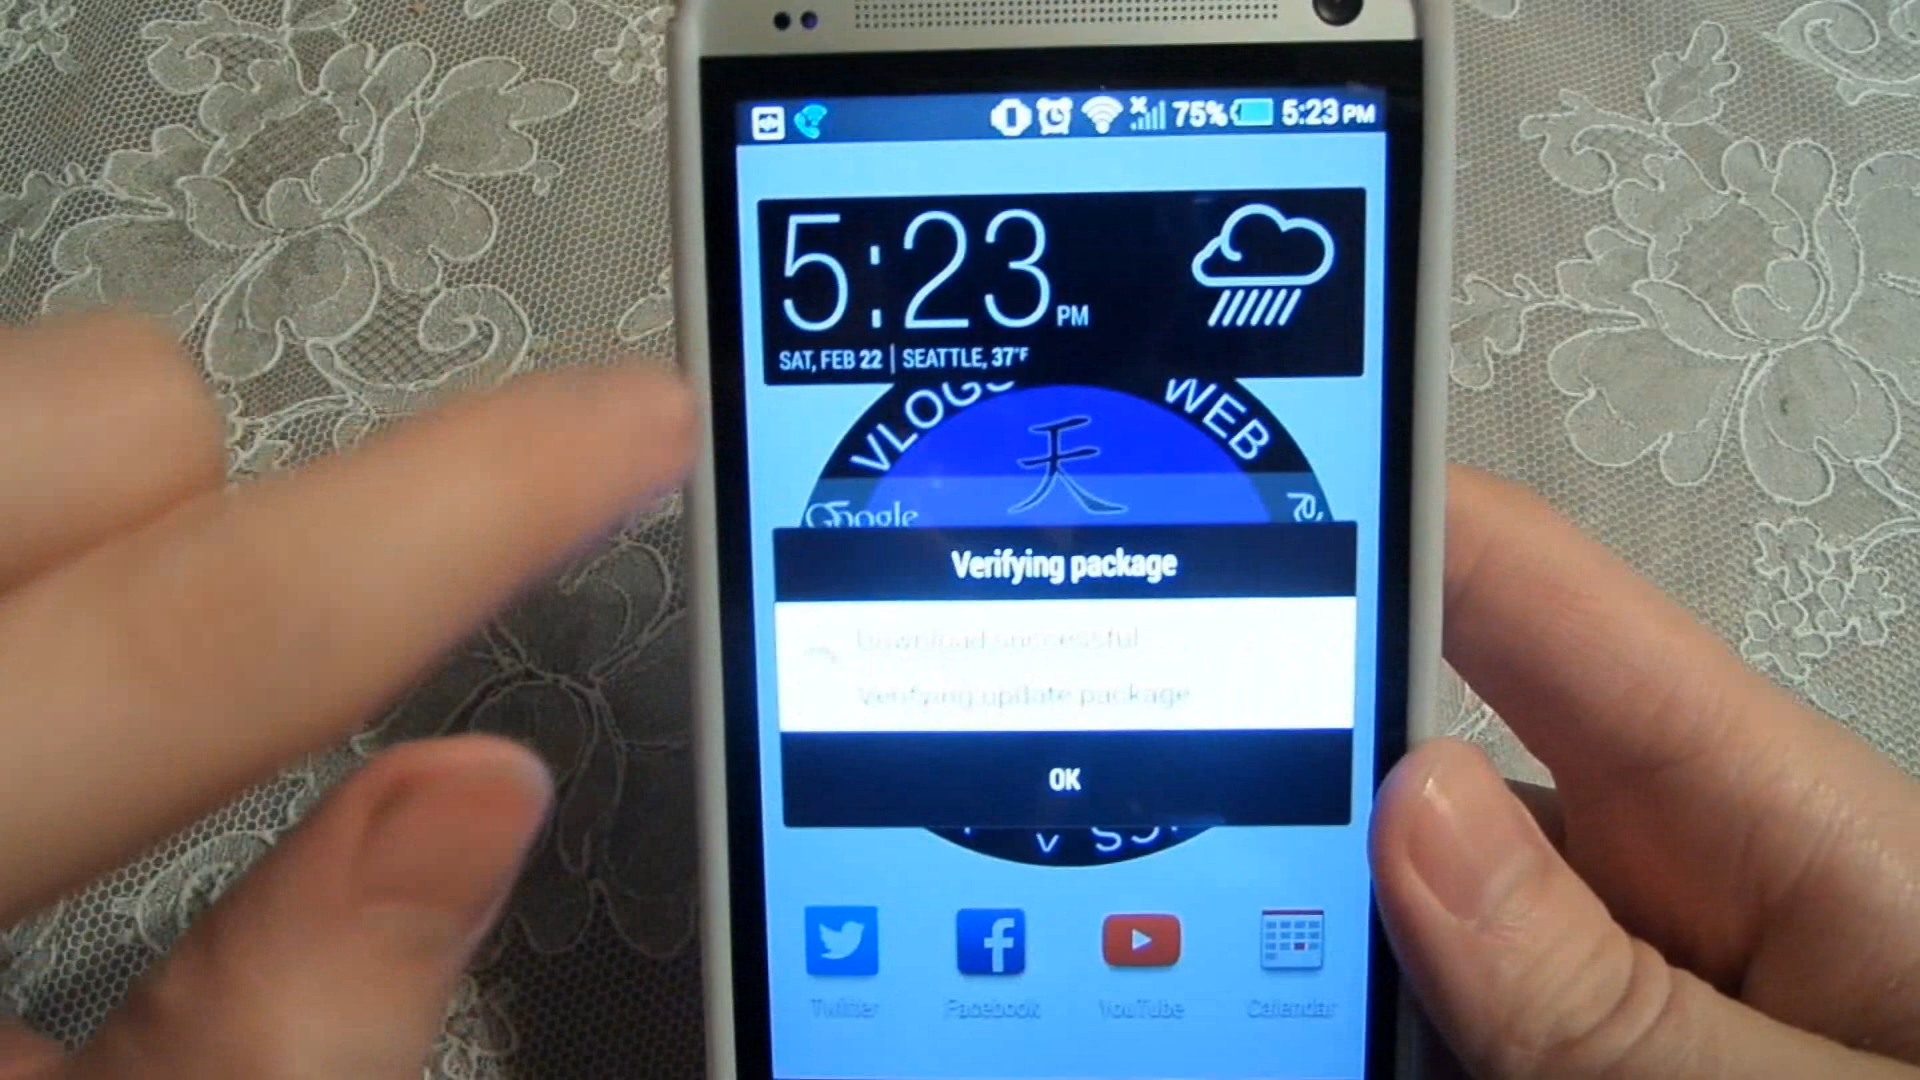 75% 5:23 PM
5:23 PM
SAT, FEB 22 | SEATTLE, 37°F
VLOGS WEB
天
Google
Verifying package
Download successful
Verifying update package
OK
Twitter Facebook YouTube Calendar